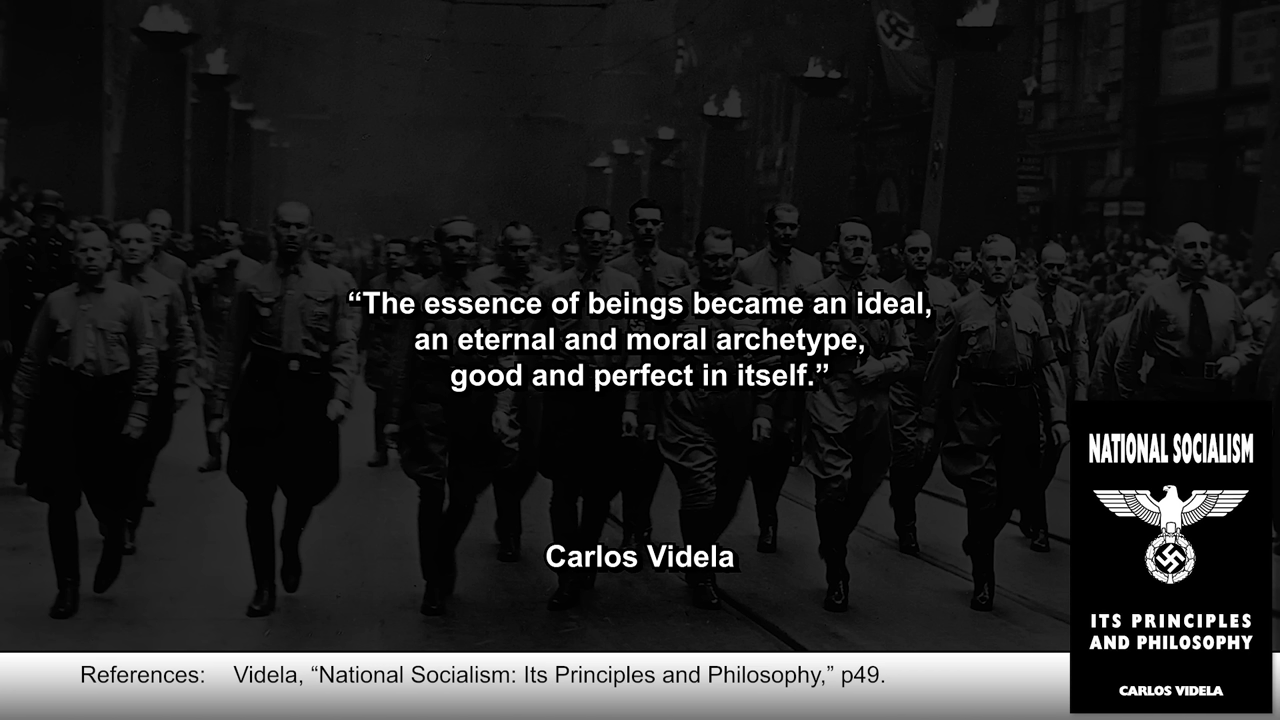 “The essence of beings became an ideal,
an eternal and moral archetype,
good and perfect in itself.”
Carlos Videla
NATIONAL SOCIALISM
ITS PRINCIPLES
AND PHILOSOPHY
CARLOS VIDELA
References: Videla, “National Socialism: Its Principles and Philosophy,” p49.